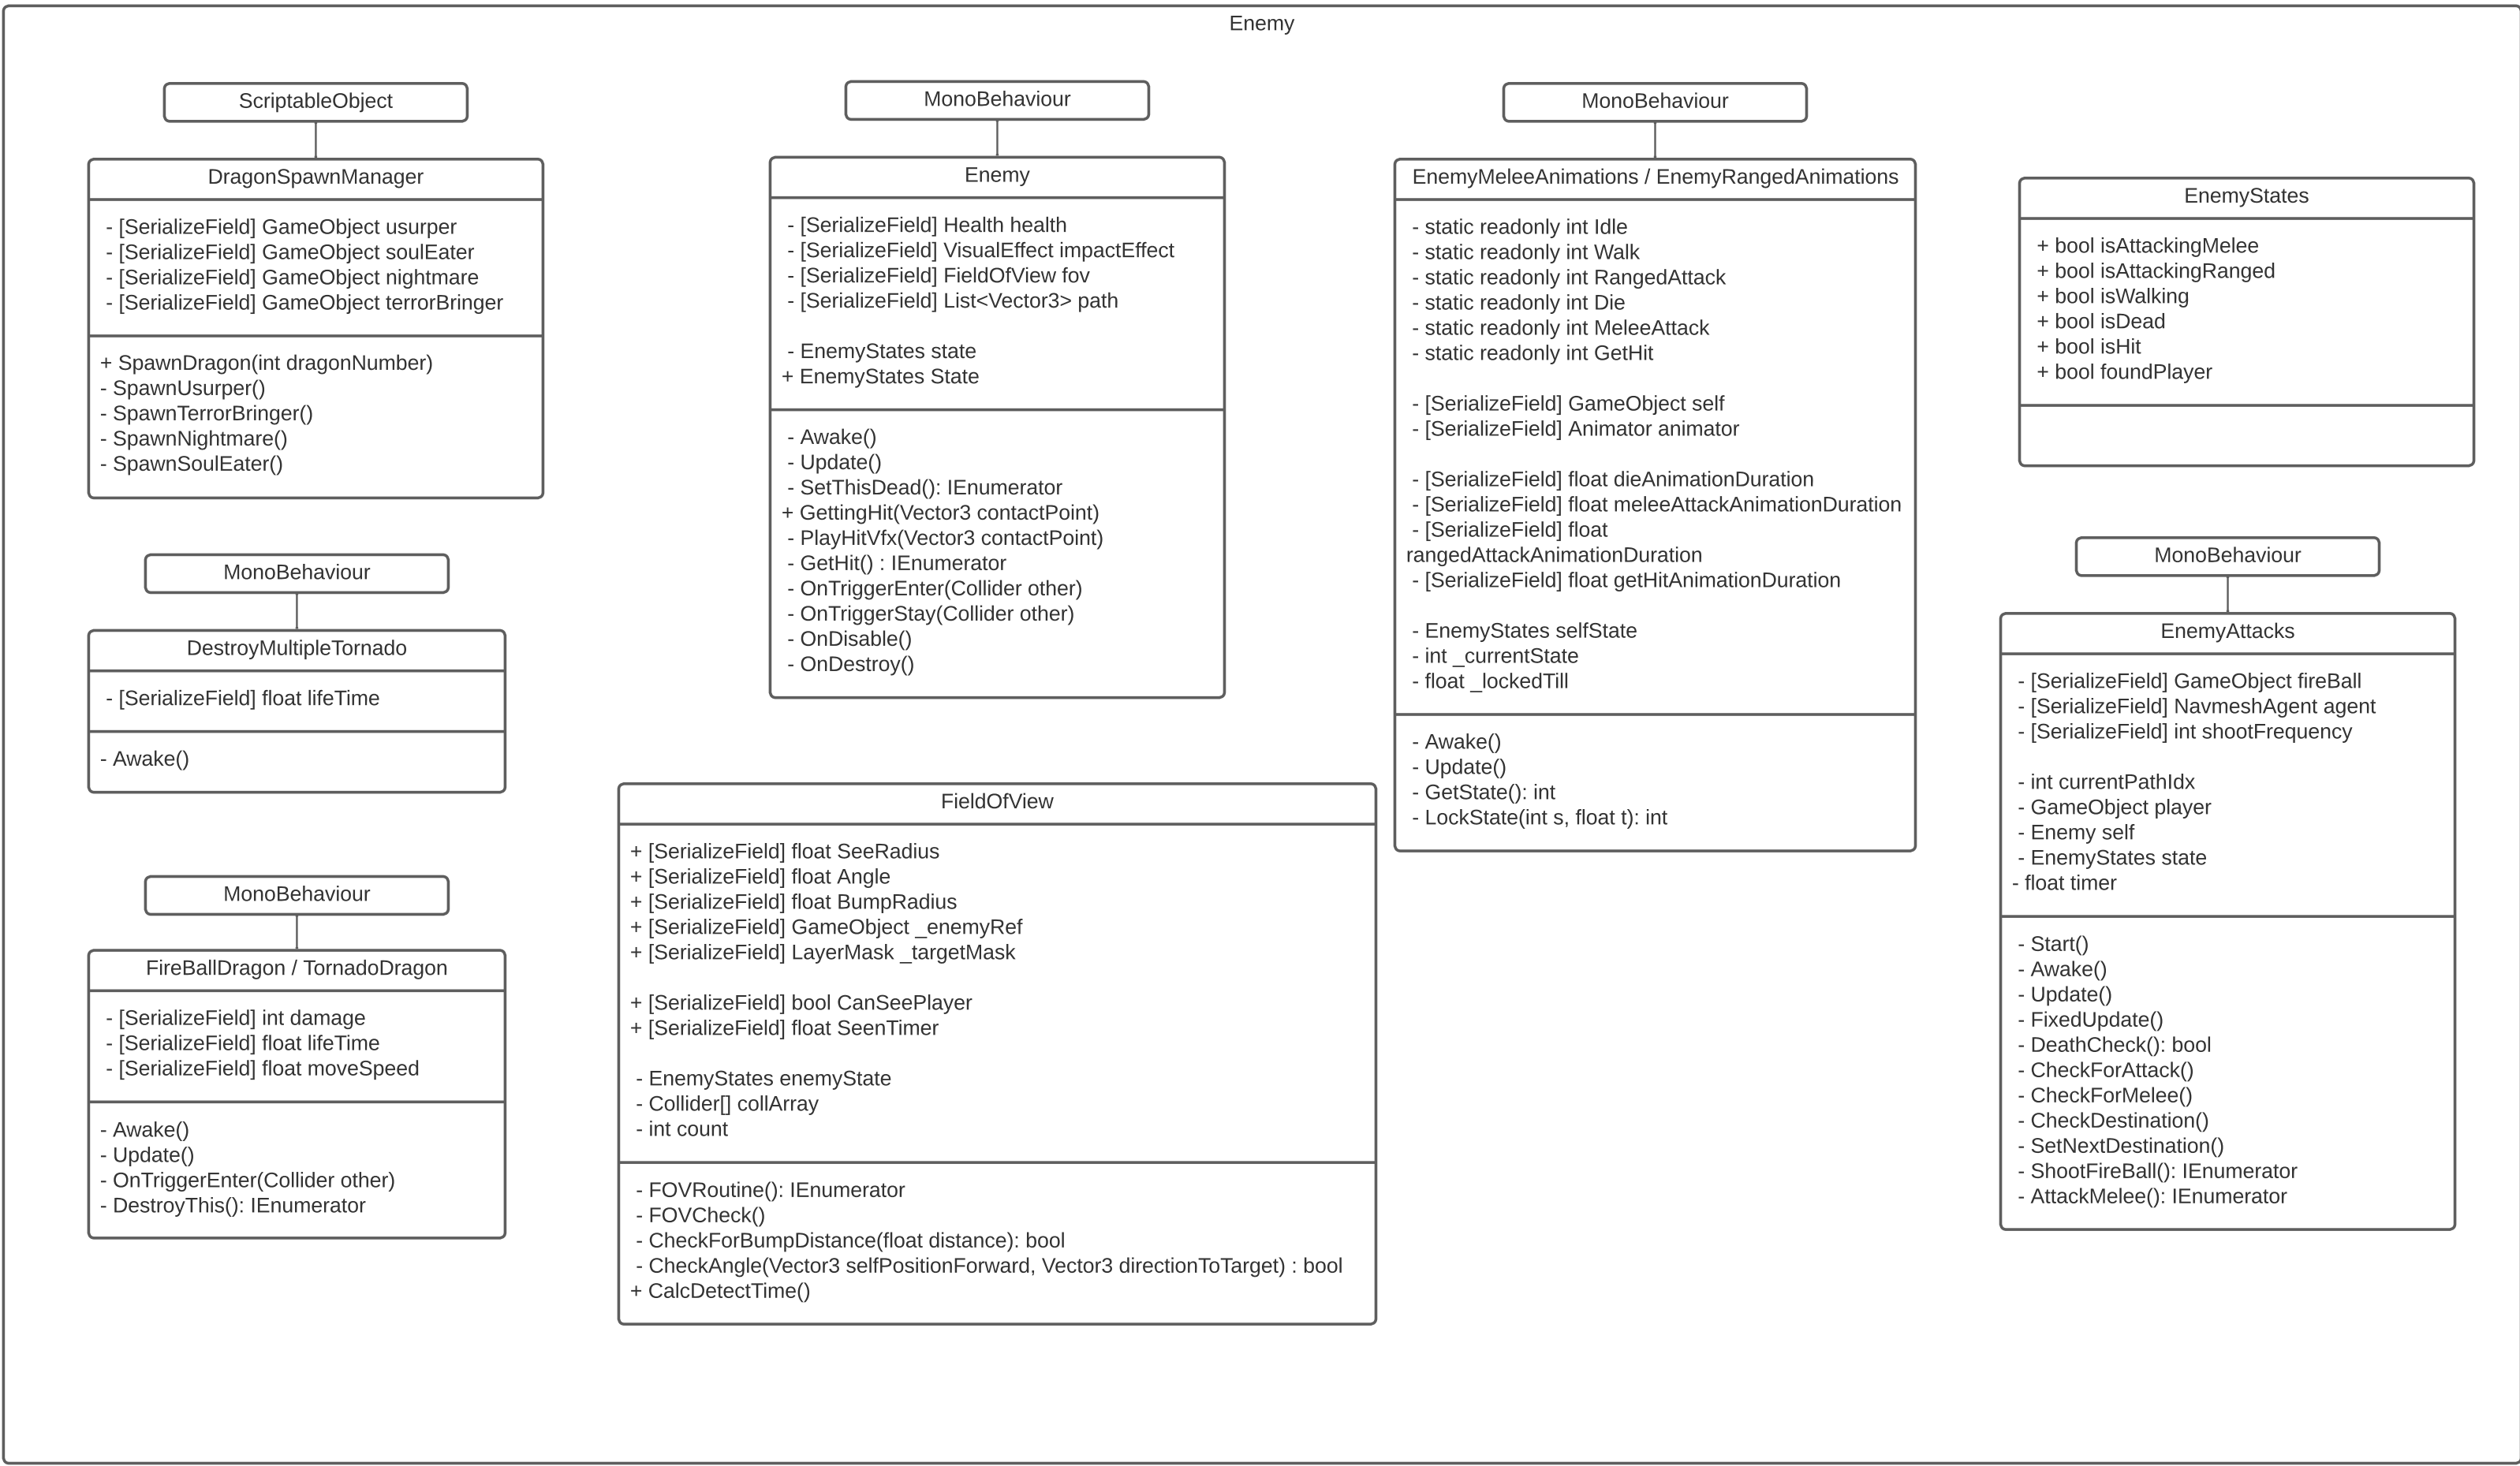 Enemy
ScriptableObject
DragonSpawnManager
- [SerializeField] GameObject usurper
- [SerializeField] GameObject soulEater
- [SerializeField] GameObject nightmare
- [SerializeField] GameObject terrorBringer
+ SpawnDragon(int dragonNumber)
- SpawnUsurper()
- SpawnTerrorBringer()
- SpawnNightmare()
- SpawnSoulEater()
MonoBehaviour
DestroyMultipleTornado
- [SerializeField] float lifeTime
- Awake()
MonoBehaviour
FireBallDragon / TornadoDragon
- [SerializeField] int damage
- [SerializeField] float lifeTime
- [SerializeField] float moveSpeed
- Awake()
- Update()
- OnTriggerEnter(Collider other)
- DestroyThis(): IEnumerator
MonoBehaviour
Enemy
- [SerializeField] Health health
- [SerializeField] VisualEffect impactEffect
- [SerializeField] FieldOfView fov
- [SerializeField] List<Vector3> path
- EnemyStates state
+ EnemyStates State
- Awake()
- Update()
- SetThisDead(): IEnumerator
+ GettingHit(Vector3 contactPoint)
- PlayHitVfx(Vector3 contactPoint)
- GetHit() : IEnumerator
- OnTriggerEnter(Collider other)
- OnTriggerStay(Collider other)
- OnDisable()
- OnDestroy()
FieldOfView
+ [SerializeField] float SeeRadius
+ [SerializeField] float Angle
+ [SerializeField] float BumpRadius
+ [SerializeField] GameObject _enemyRef
+ [SerializeField] LayerMask _targetMask
+ [SerializeField] bool CanSeePlayer
+ [SerializeField] float SeenTimer
- EnemyStates enemyState
- Collider[] collArray
- int count
- FOVRoutine(): IEnumerator
- FOVCheck()
- CheckForBumpDistance(float distance): bool
- CheckAngle(Vector3 selfPositionForward, Vector3 directionToTarget) : bool
+ CalcDetectTime()
MonoBehaviour
EnemyMeleeAnimations / EnemyRangedAnimations
- static readonly int Idle
- static readonly int Walk
- static readonly int RangedAttack
- static readonly int Die
- static readonly int MeleeAttack
- static readonly int GetHit
- [SerializeField] GameObject self
- [SerializeField] Animator animator
- [SerializeField] float dieAnimationDuration
- [SerializeField] float meleeAttackAnimationDuration
- [SerializeField] float
rangedAttackAnimationDuration
- [SerializeField] float getHitAnimationDuration
- EnemyStates selfState
- int _currentState
- float _lockedTill
- Awake()
- Update()
- GetState(): int
- LockState(int s, float t): int
EnemyStates
+ bool isAttackingMelee
+ bool isAttackingRanged
+ bool isWalking
+ bool isDead
+ bool isHit
+ bool foundPlayer
MonoBehaviour
EnemyAttacks
- [SerializeField] GameObject fireBall
- [SerializeField] NavmeshAgent agent
- [SerializeField] int shootFrequency
- int currentPathIdx
- GameObject player
- Enemy self
- EnemyStates state
- float timer
- Start()
- Awake()
- Update()
- FixedUpdate()
- DeathCheck(): bool
- CheckForAttack()
- CheckForMelee()
- CheckDestination()
- SetNextDestination()
- ShootFireBall(): IEnumerator
- AttackMelee(): IEnumerator